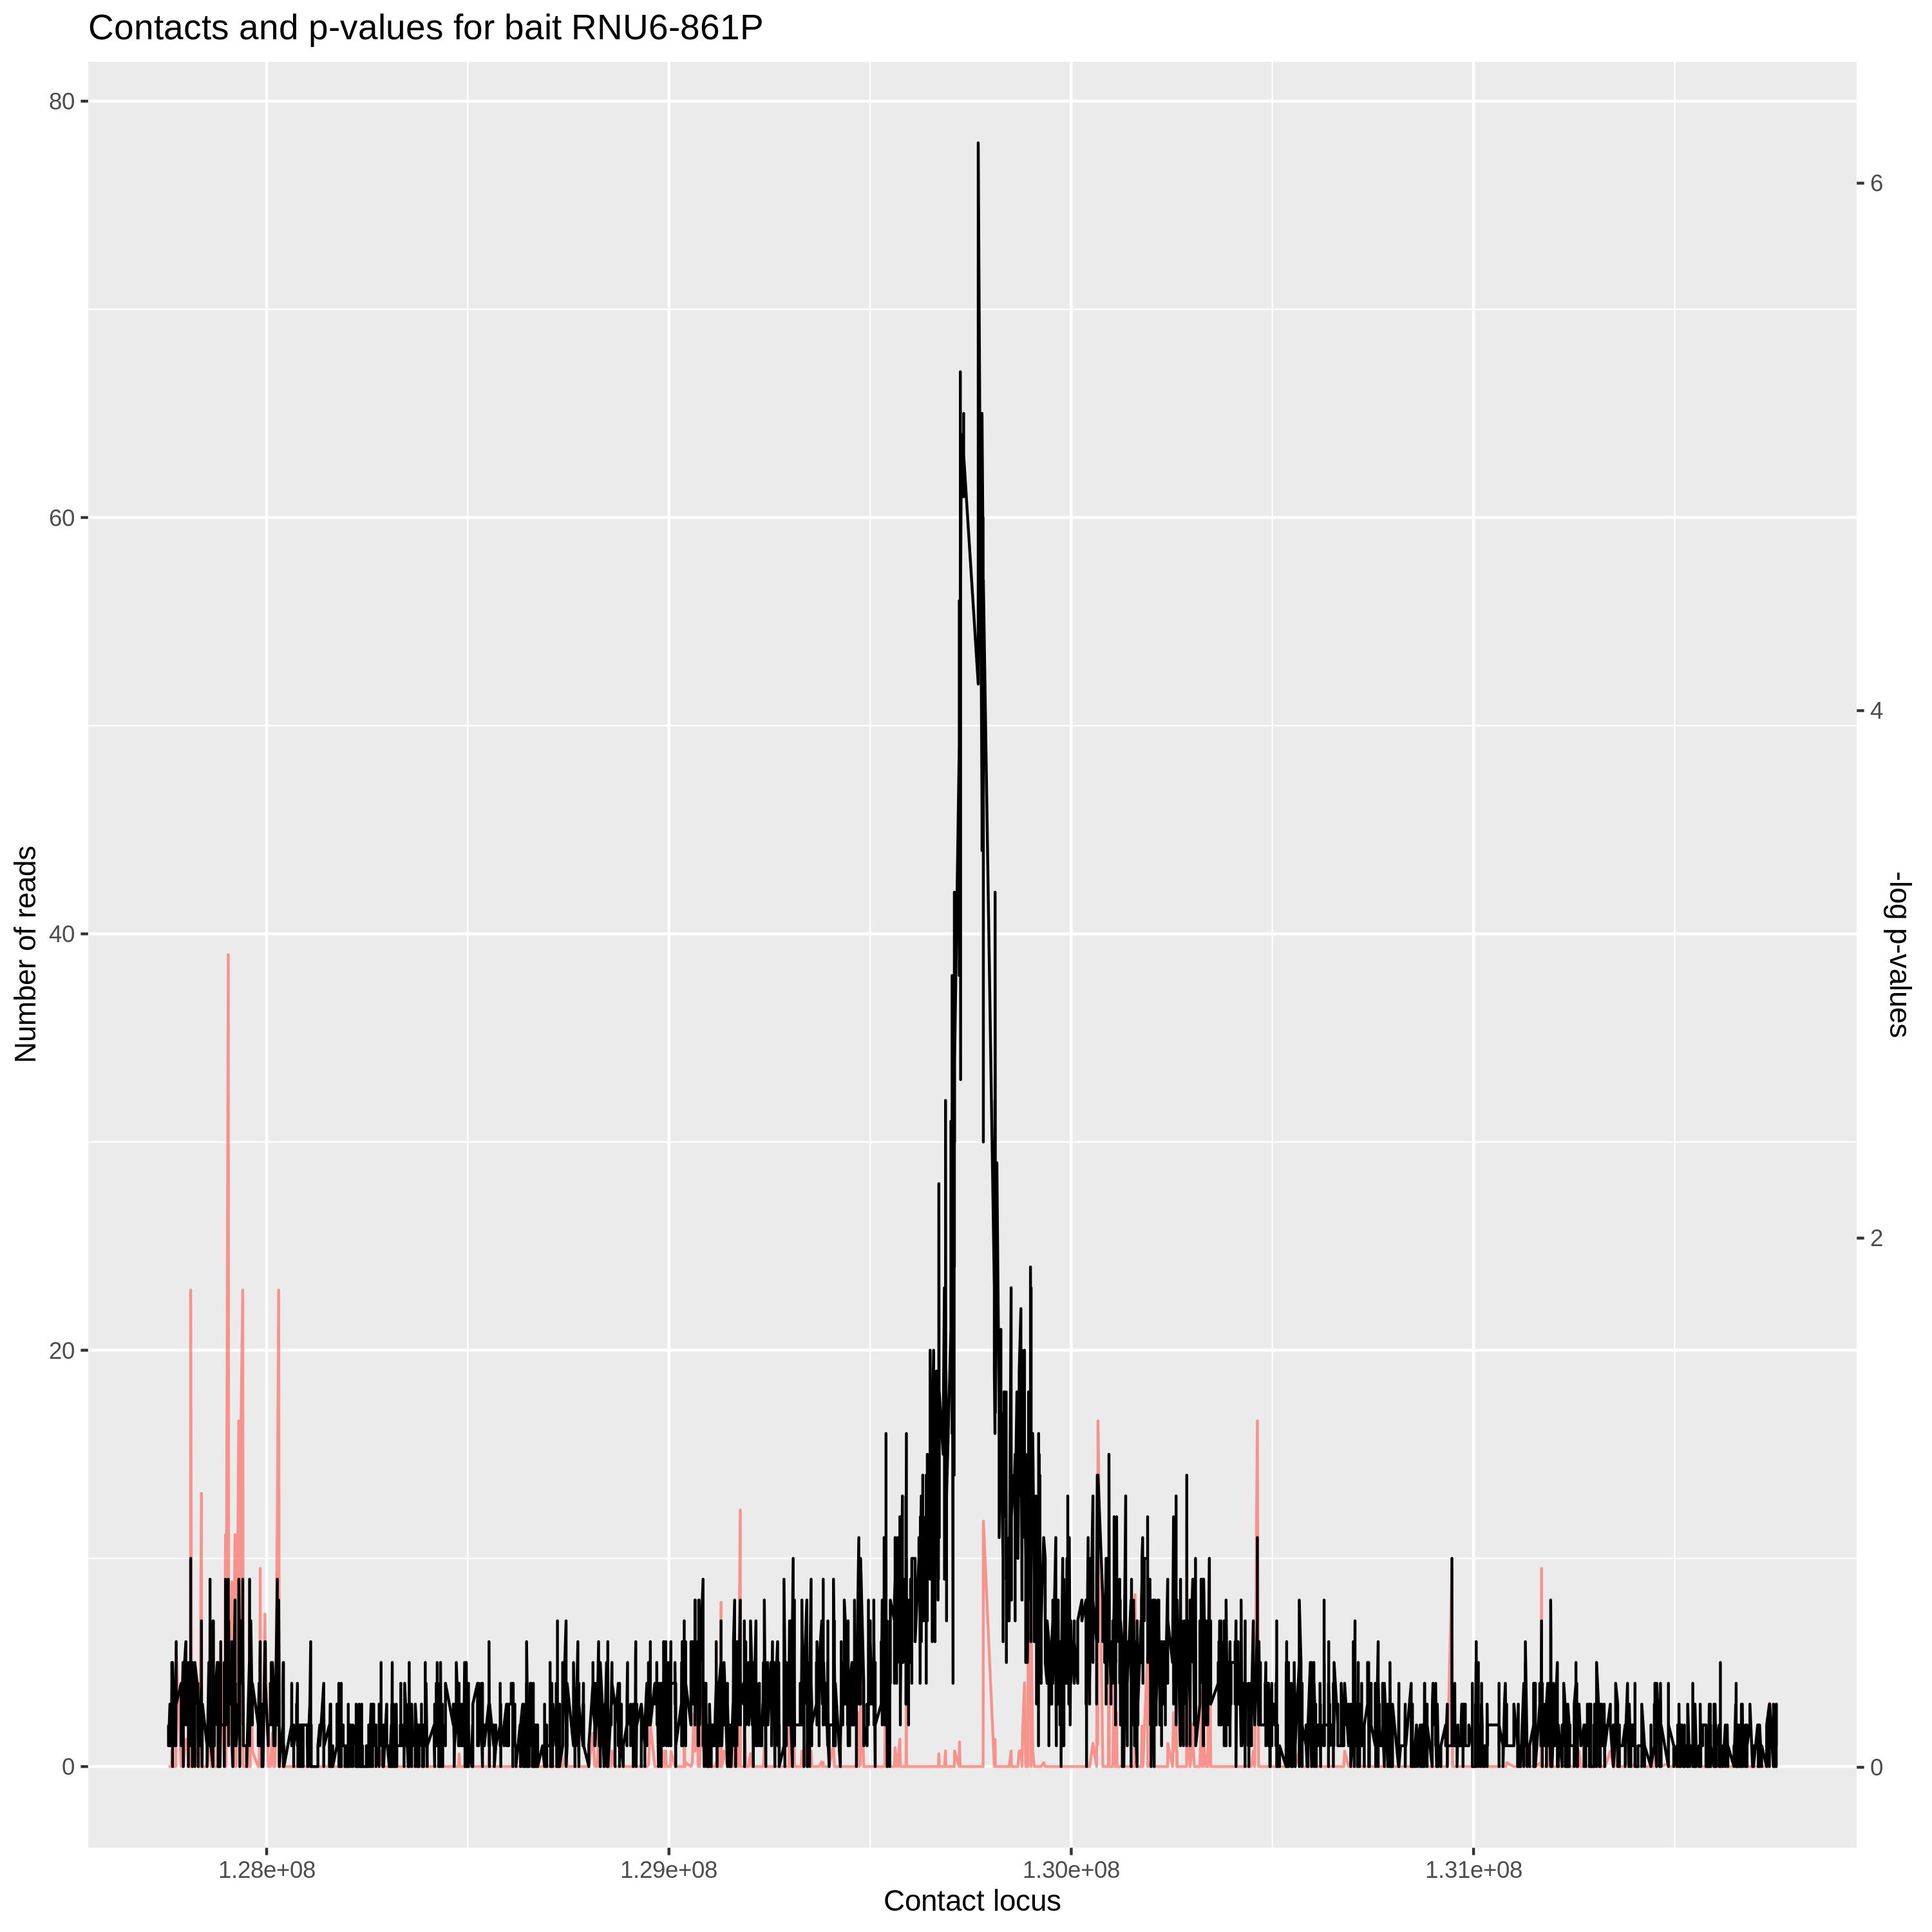 Contacts and p-values for bait RNU6-861P
80
60
40
20
0
Number of reads
6
4
2
0
-log p-values
1.28e+08
1.29e+08
1.30e+08
1.31e+08
Contact locus